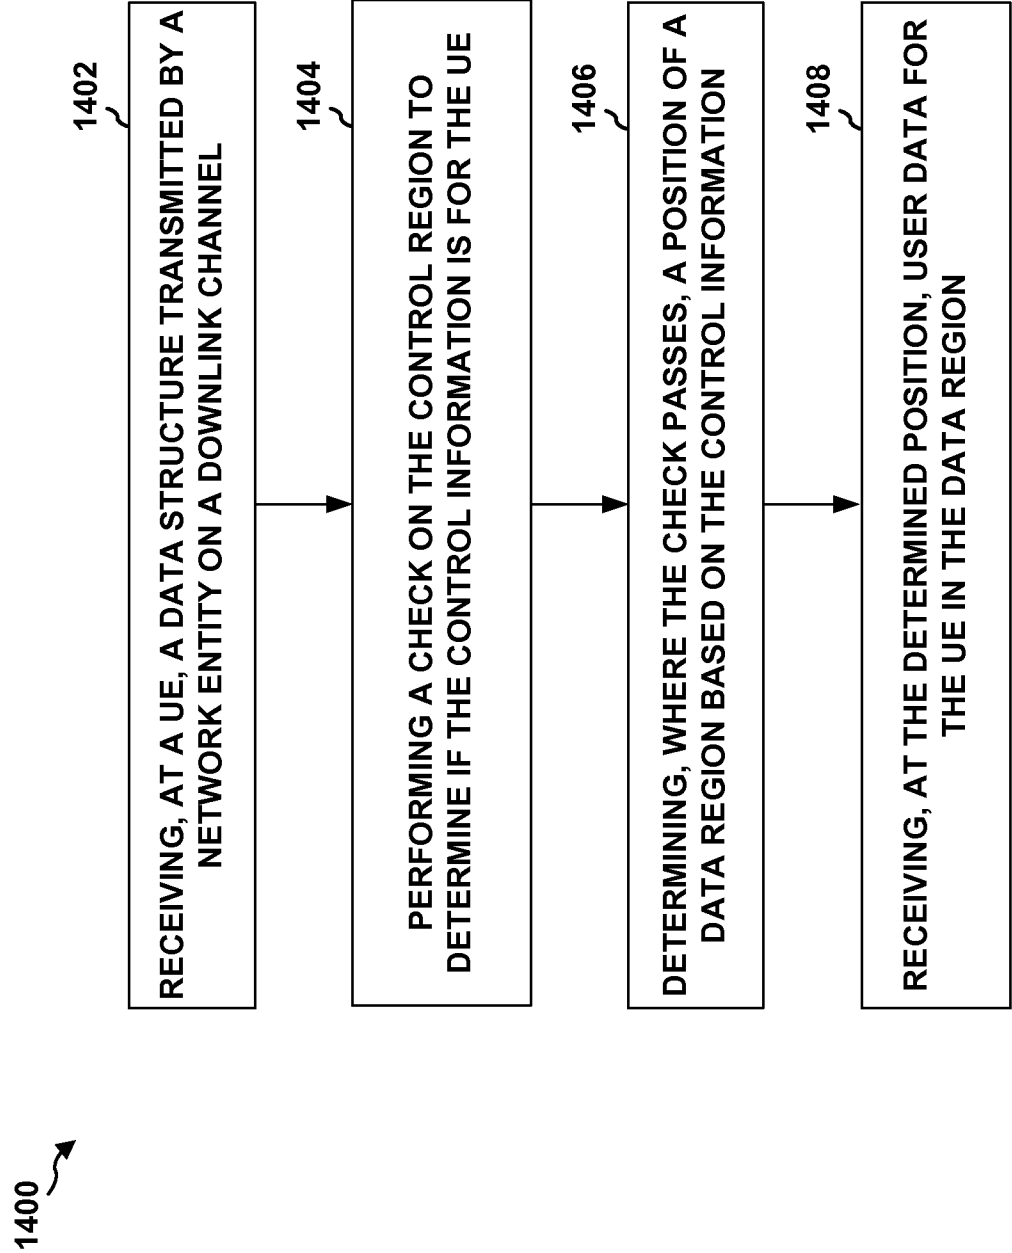 1400
1402
RECEIVING, AT A UE, A DATA STRUCTURE TRANSMITTED BY A
NETWORK ENTITY ON A DOWNLINK CHANNEL
1404
PERFORMING A CHECK ON THE CONTROL REGION TO
DETERMINE IF THE CONTROL INFORMATION IS FOR THE UE
1406
DETERMINING, WHERE THE CHECK PASSES, A POSITION OF A
DATA REGION BASED ON THE CONTROL INFORMATION
1408
RECEIVING, AT THE DETERMINED POSITION, USER DATA FOR
THE UE IN THE DATA REGION